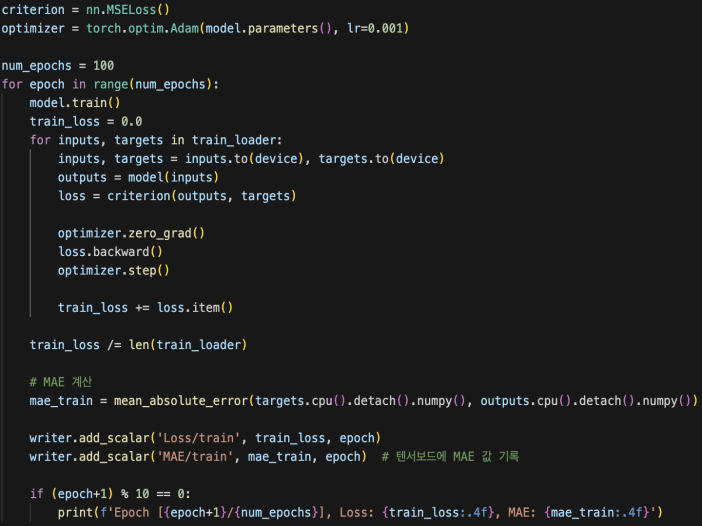 criterion = nn.MSELoss()
optimizer = torch.optim.Adam(model.parameters(), lr=0.001)

num_epochs = 100
for epoch in range(num_epochs):
    model.train()
    train_loss = 0.0
    for inputs, targets in train_loader:
        inputs, targets = inputs.to(device), targets.to(device)
        outputs = model(inputs)
        loss = criterion(outputs, targets)

        optimizer.zero_grad()
        loss.backward()
        optimizer.step()

        train_loss += loss.item()

    train_loss /= len(train_loader)

    # MAE 계산
    mae_train = mean_absolute_error(targets.cpu().detach().numpy(), outputs.cpu().detach().numpy())

    writer.add_scalar('Loss/train', train_loss, epoch)
    writer.add_scalar('MAE/train', mae_train, epoch)  # 텐서보드에 MAE 값 기록

    if (epoch+1) % 10 == 0:
        print(f'Epoch [{epoch+1}/{num_epochs}], Loss: {train_loss:.4f}, MAE: {mae_train:.4f}')